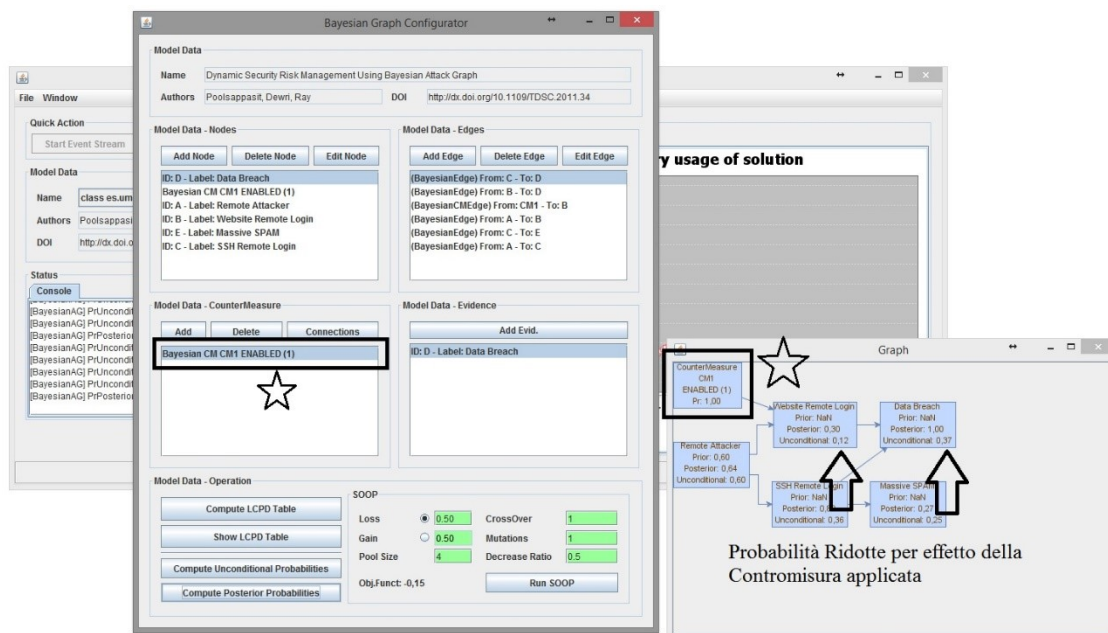 Bayesian Graph Configurator
Model Data
Name Dynamic Security Risk Management Using Bayesian Attack Graph
Authors Poolsappasit, Dewri, Ray DOI http://dx.doi.org/10.1109/TDSC.2011.34
Model Data - Nodes
Add Node Delete Node Edit Node
ID: D - Label: Data Breach
Bayesian CM CM1 ENABLED (1)
ID: A - Label: Remote Attacker
ID: B - Label: Website Remote Login
ID: E - Label: Massive SPAM
ID: C - Label: SSH Remote Login
Model Data - Edges
Add Edge Delete Edge Edit Edge
(BayesianEdge) From: C - To: D
(BayesianEdge) From: B - To: D
(BayesianCMEdge) From: CM1 - To: B
(BayesianEdge) From: A - To: B
(BayesianEdge) From: C - To: E
(BayesianEdge) From: A - To: C
Model Data - CounterMeasure
Add Delete Connections
Bayesian CM CM1 ENABLED (1)
Model Data - Evidence
Add Evid.
ID: D - Label: Data Breach
Model Data - Operation
Compute LCPD Table
Show LCPD Table
Compute Unconditional Probabilities
Compute Posterior Probabilities
SOOP
Loss 0.50 CrossOver 1
Gain 0.50 Mutations 1
Pool Size 4 Decrease Ratio 0.5
Obj.Funct: -0,15 Run SOOP
File Window
Quick Action
Start Event Stream
Model Data
Name class es.um
Authors Poolsappasi
DOI http://dx.doi.o
Status
Console
[BayesianAG] PrUncondit
[BayesianAG] PrUncondit
[BayesianAG] PrPosterior
[BayesianAG] PrPosterior
[BayesianAG] PrPosterior
[BayesianAG] PrPosterior
y usage of solution
Graph
CounterMeasure
CM1
ENABLED (1)
Pr: 1,00
Website Remote Login
Prior: NaN
Posterior: 0,30
Unconditional: 0,12
Data Breach
Prior: NaN
Posterior: 1,00
Unconditional: 0,37
Remote Attacker
Prior: 0,60
Posterior: 0,64
Unconditional: 0,60
SSH Remote Login
Prior: NaN
Posterior:
Unconditional: 0,36
Massive SPAM
Prior: NaN
Posterior: 0,27
Unconditional: 0,25
Probabilità Ridotte per effetto della
Contromisura applicata